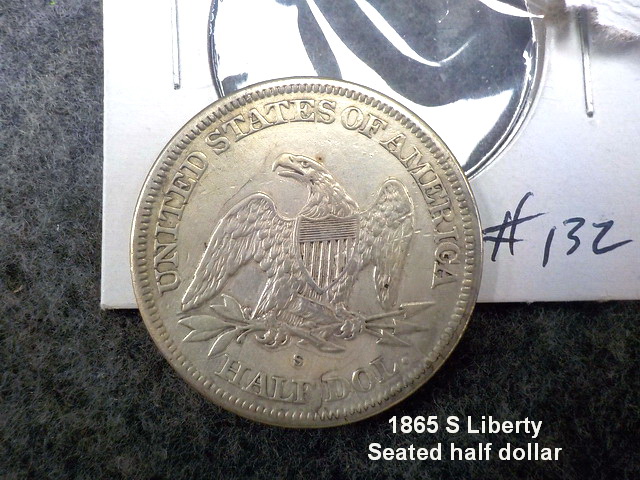 UNITED STATES OF AMERICA
S
HALF DOL.
#132
1865 S Liberty
Seated half dollar